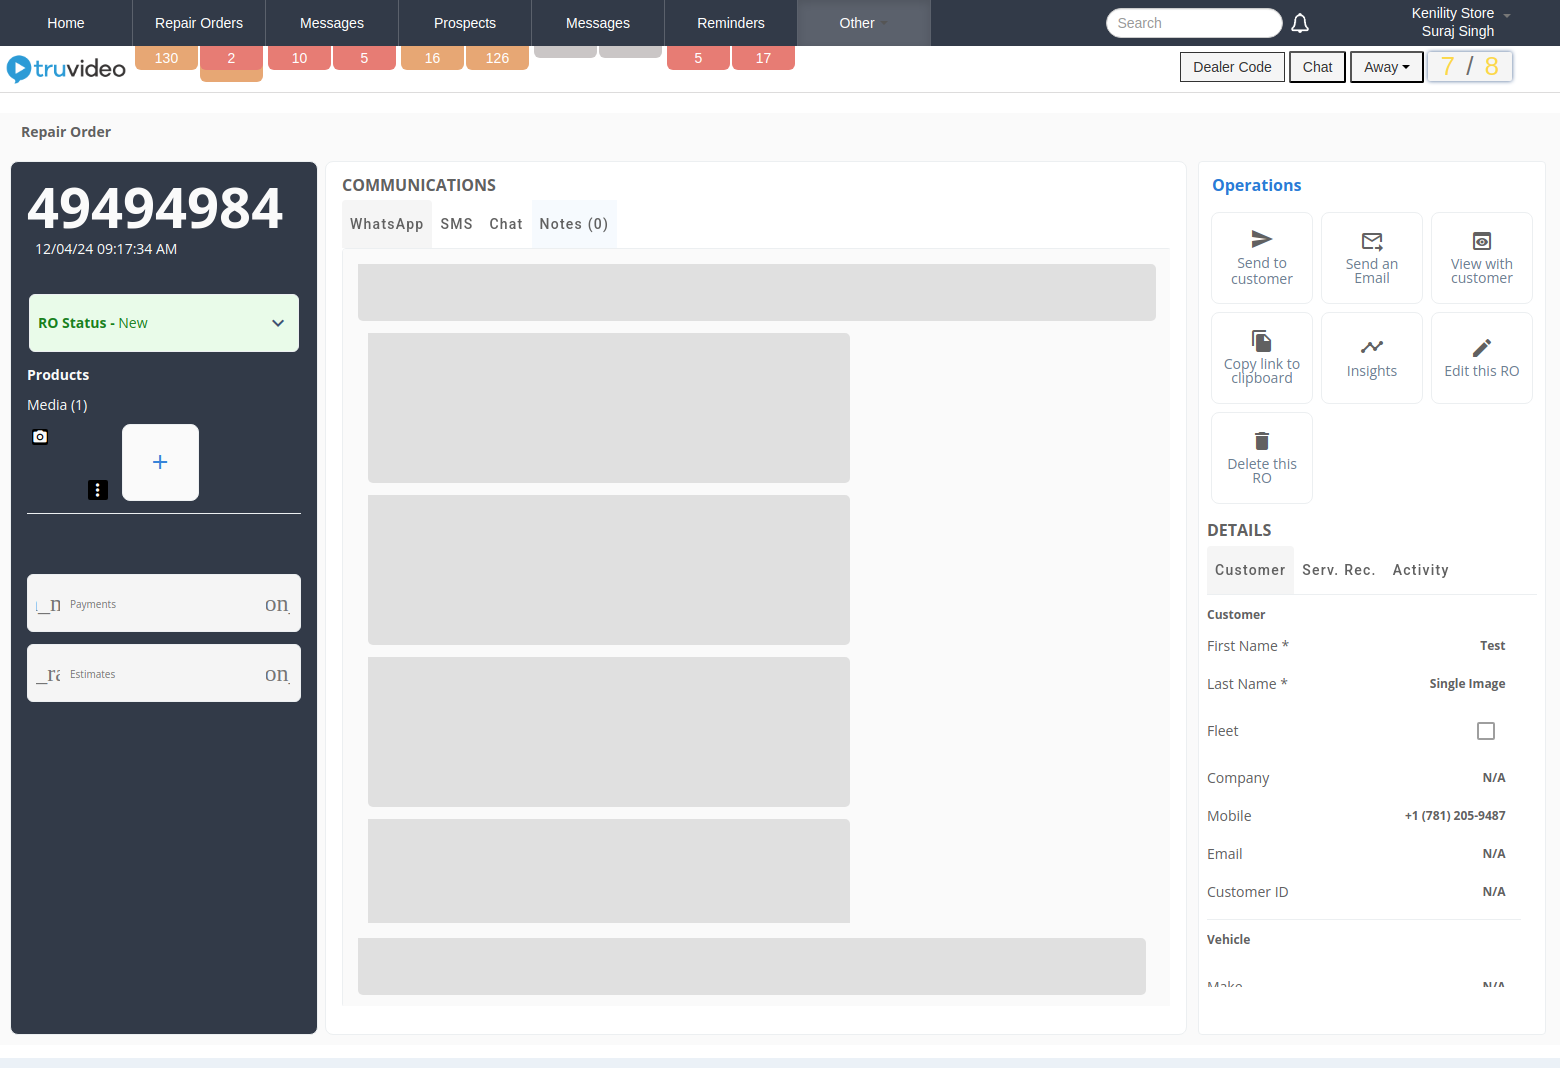 Home
Repair Orders
Messages
Prospects
Messages
Reminders
Other
Search
Kenility Store
Suraj Singh
truvideo
130
2
10
5
16
126
5
17
Dealer Code
Chat
Away
7 / 8
Repair Order
49494984
12/04/24 09:17:34 AM
RO Status - New
Products
Media (1)
+
Payments
on
Estimates
on
COMMUNICATIONS
WhatsApp
SMS
Chat
Notes (0)
Operations
Send to
customer
Send an
Email
View with
customer
Copy link to
clipboard
Insights
Edit this RO
Delete this
RO
DETAILS
Customer
Serv. Rec.
Activity
Customer
First Name * Test
Last Name * Single Image
Fleet
Company N/A
Mobile +1 (781) 205-9487
Email N/A
Customer ID N/A
Vehicle
Make N/A